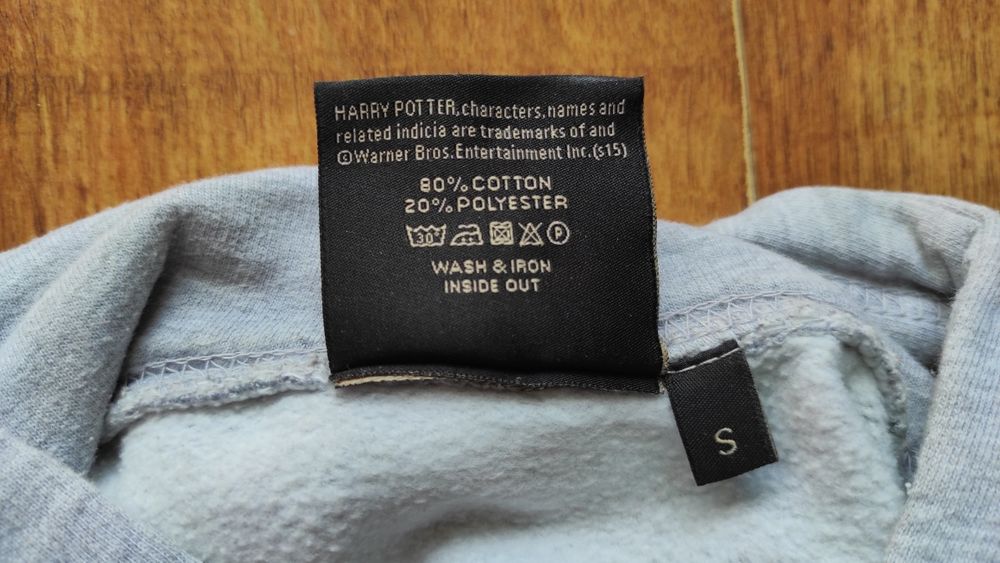 HARRY POTTER, characters, names and
related indicia are trademarks of and
©Warner Bros. Entertainment Inc.(s15)
80% COTTON
20% POLYESTER
30° P
WASH & IRON
INSIDE OUT
S